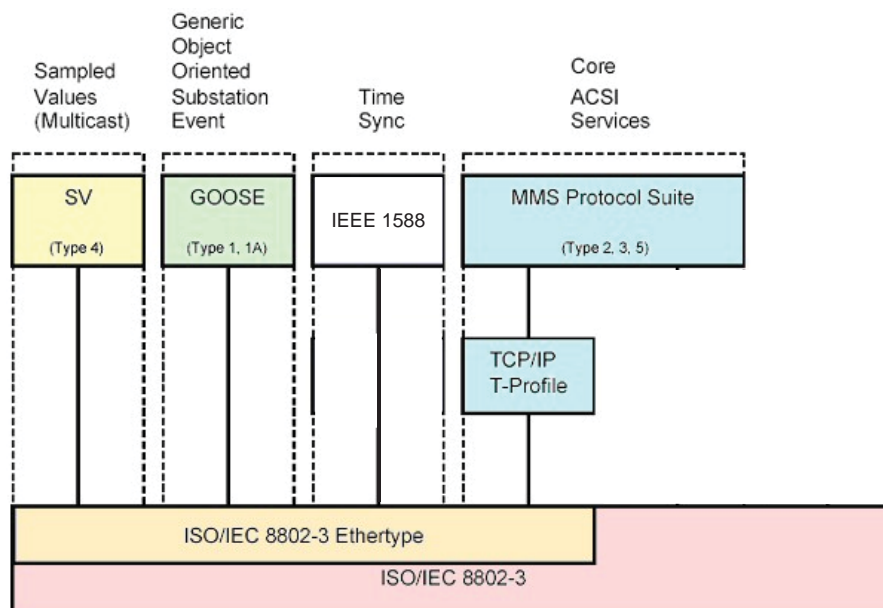 Sampled
Values
(Multicast)
Generic
Object
Oriented
Substation
Event
Time
Sync
Core
ACSI
Services
SV
(Type 4)
GOOSE
(Type 1, 1A)
IEEE 1588
MMS Protocol Suite
(Type 2, 3, 5)
TCP/IP
T-Profile
ISO/IEC 8802-3 Ethertype
ISO/IEC 8802-3